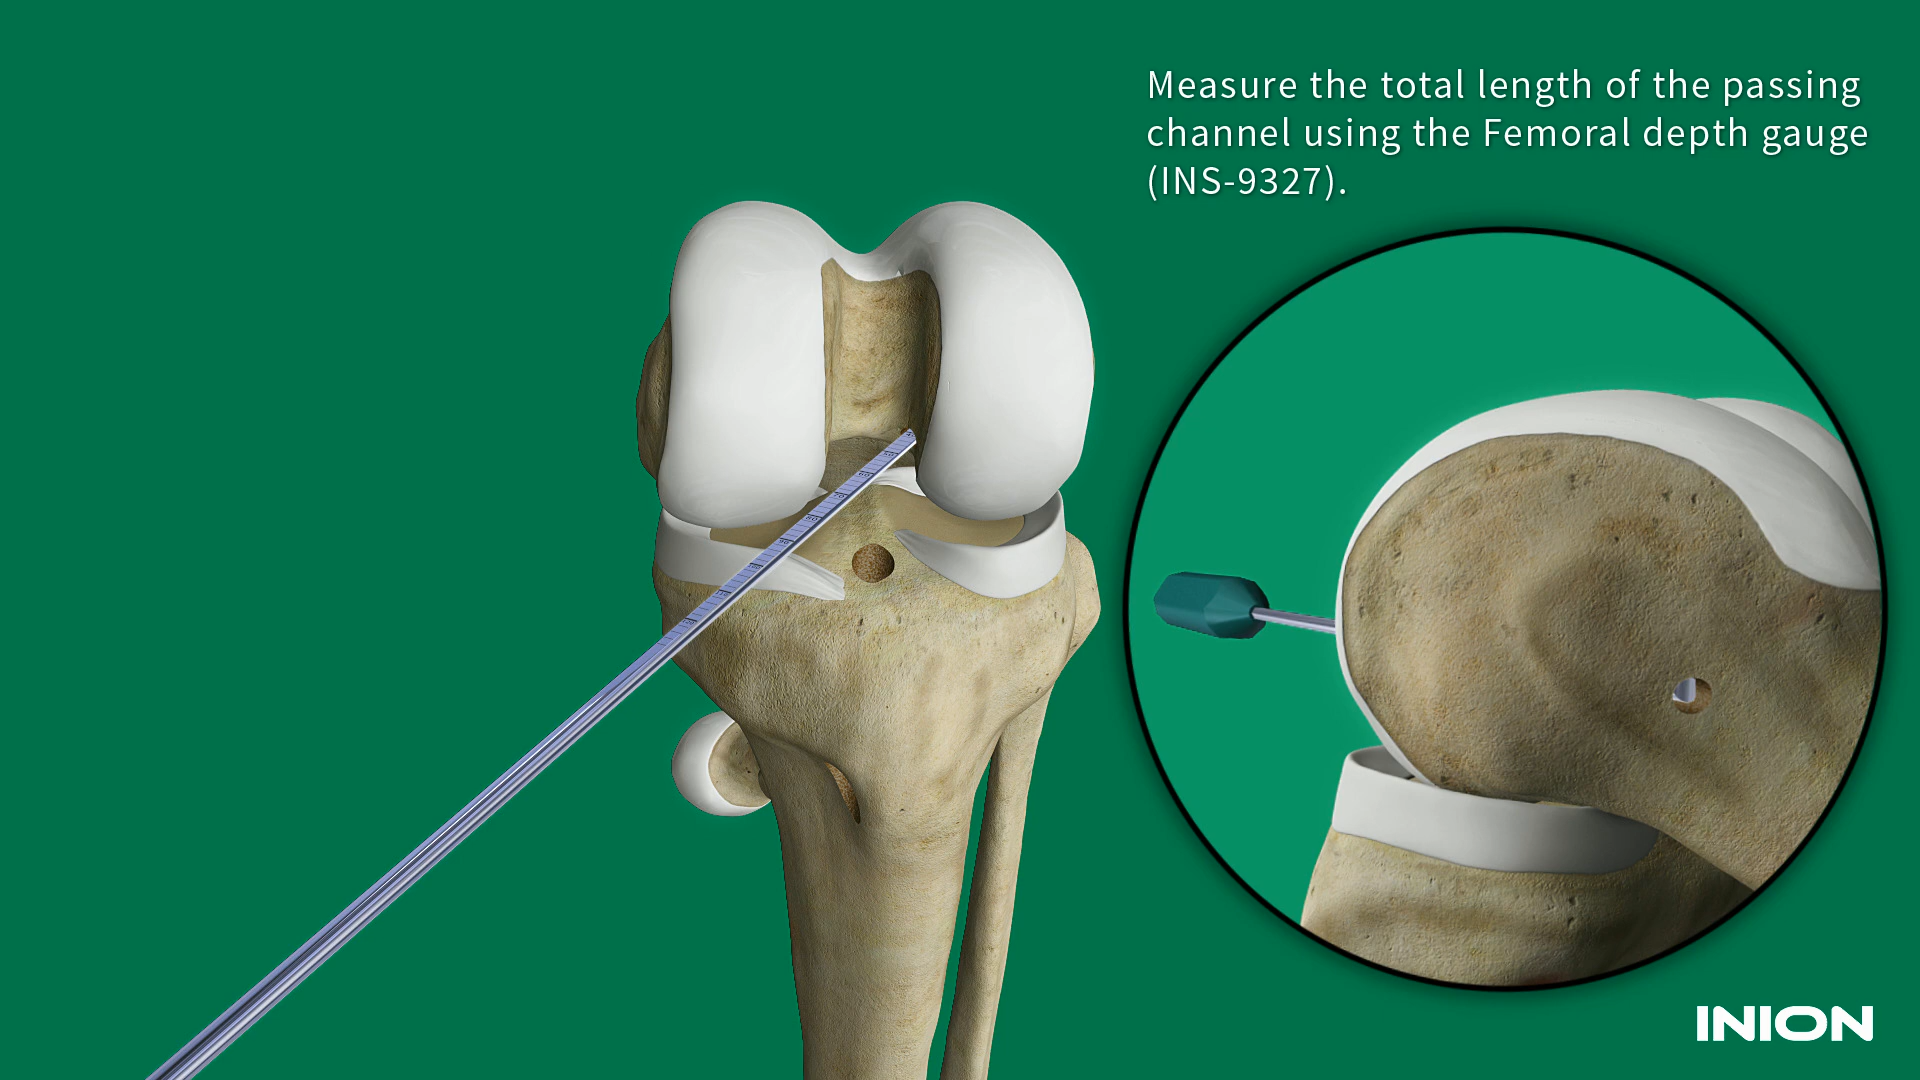 Measure the total length of the passing
channel using the Femoral depth gauge
(INS-9327).
INION